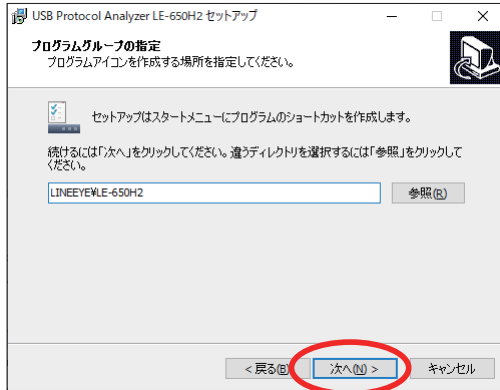 USB Protocol Analyzer LE-650H2 セットアップ
プログラムグループの指定
プログラムアイコンを作成する場所を指定してください。
セットアップはスタートメニューにプログラムのショートカットを作成します。
続けるには「次へ」をクリックしてください。違うディレクトリを選択するには「参照」をクリックして
ください。
LINEEYE¥LE-650H2
参照(R)
< 戻る(B)
次へ(N) >
キャンセル